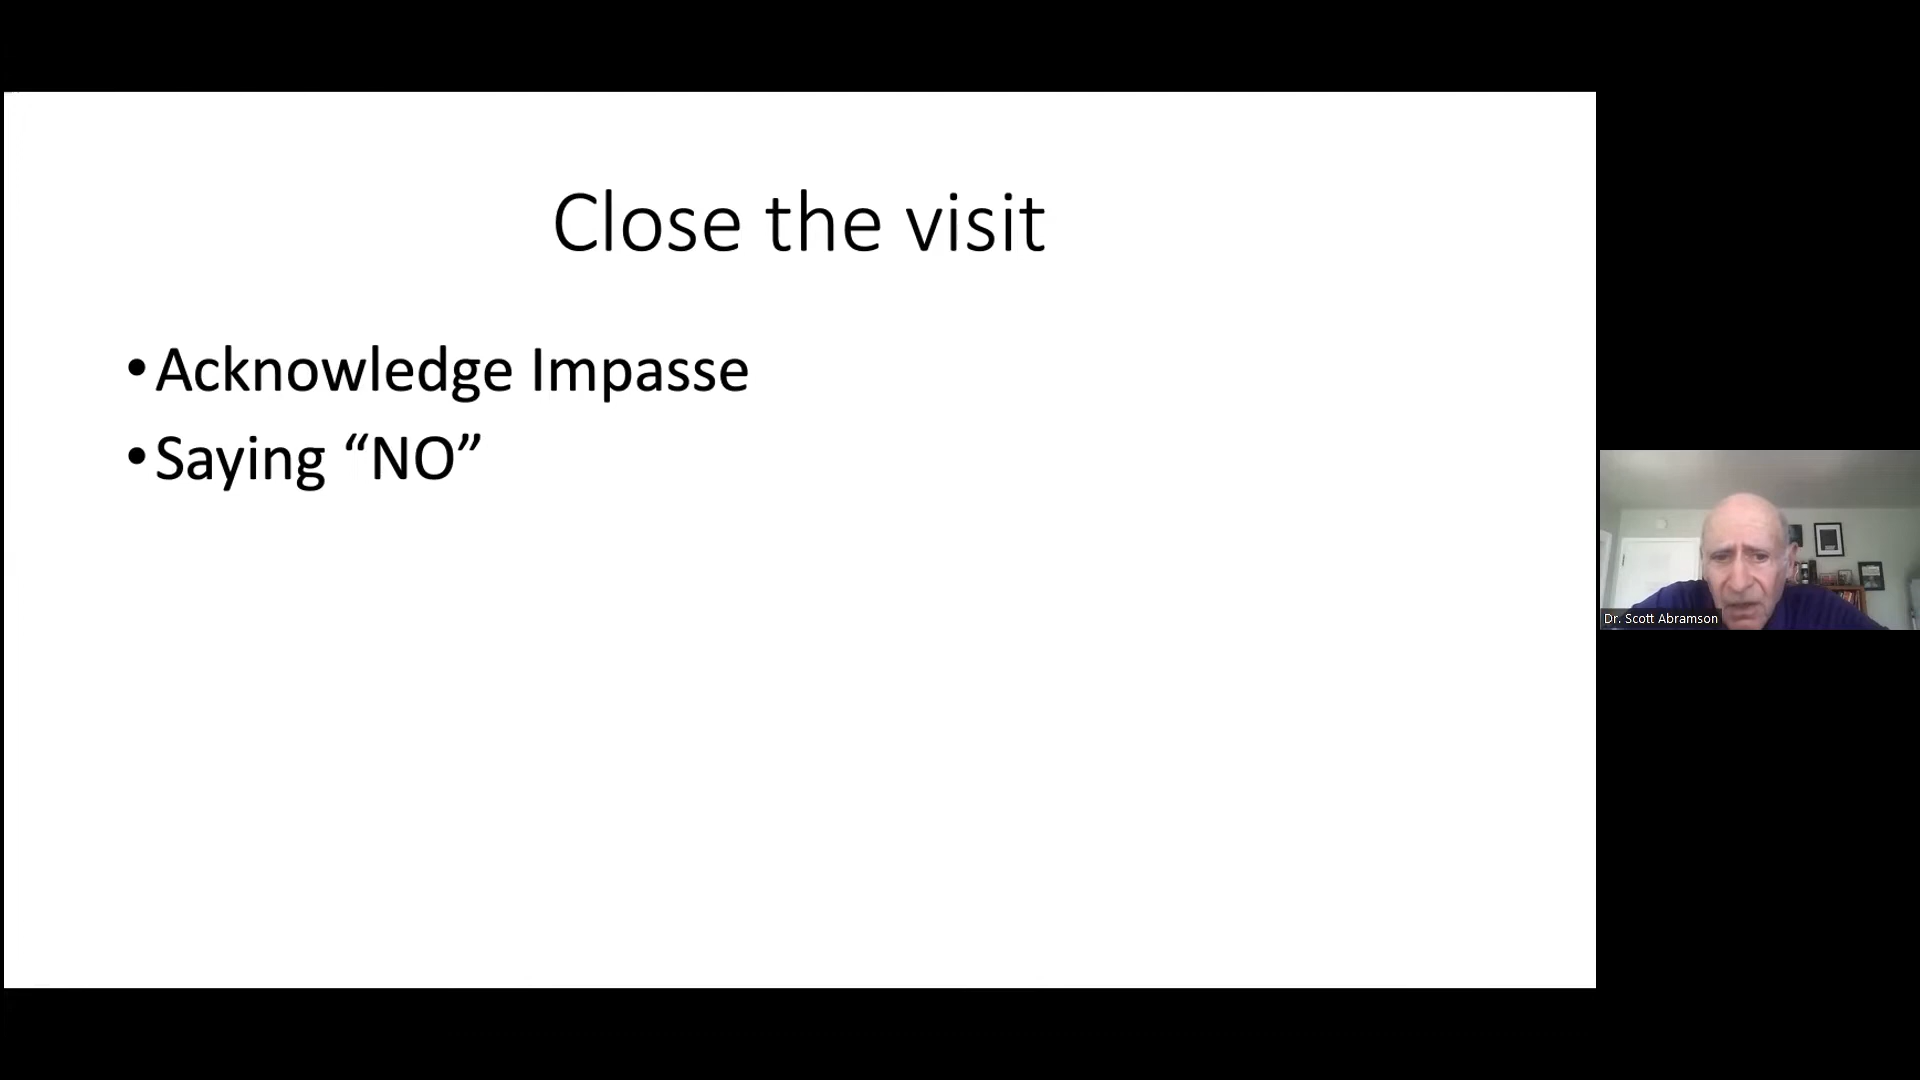 Close the visit
•Acknowledge Impasse
•Saying “NO”
Dr. Scott Abramson